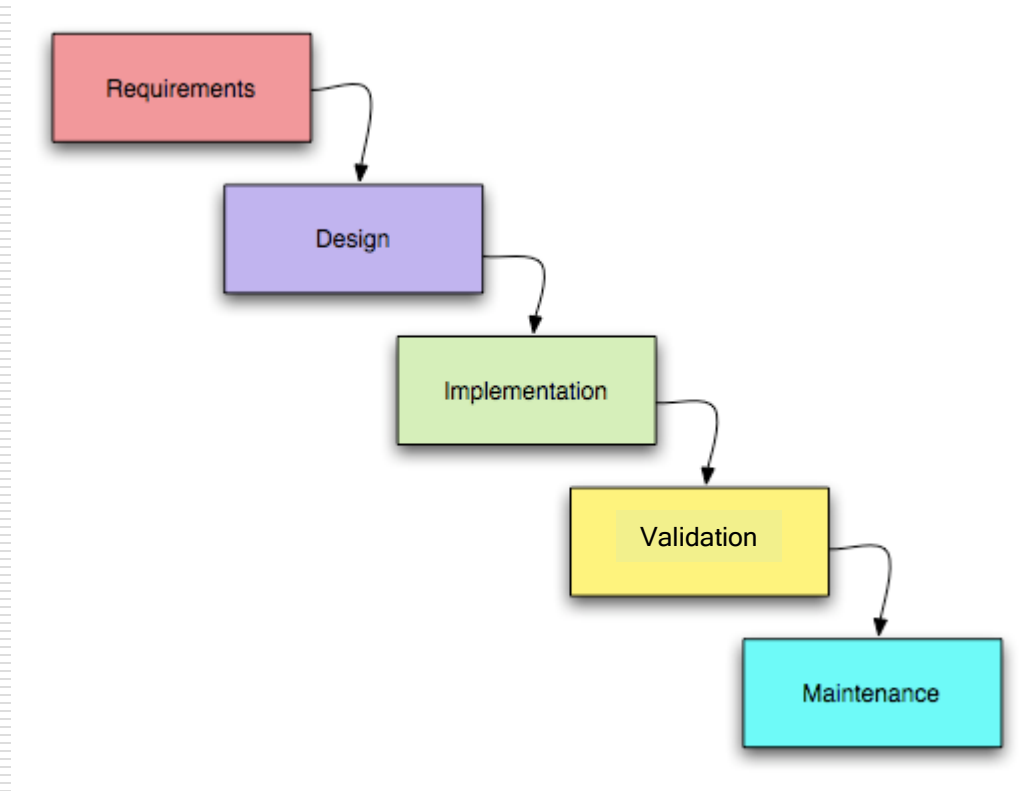 Requirements
Design
Implementation
Validation
Maintenance